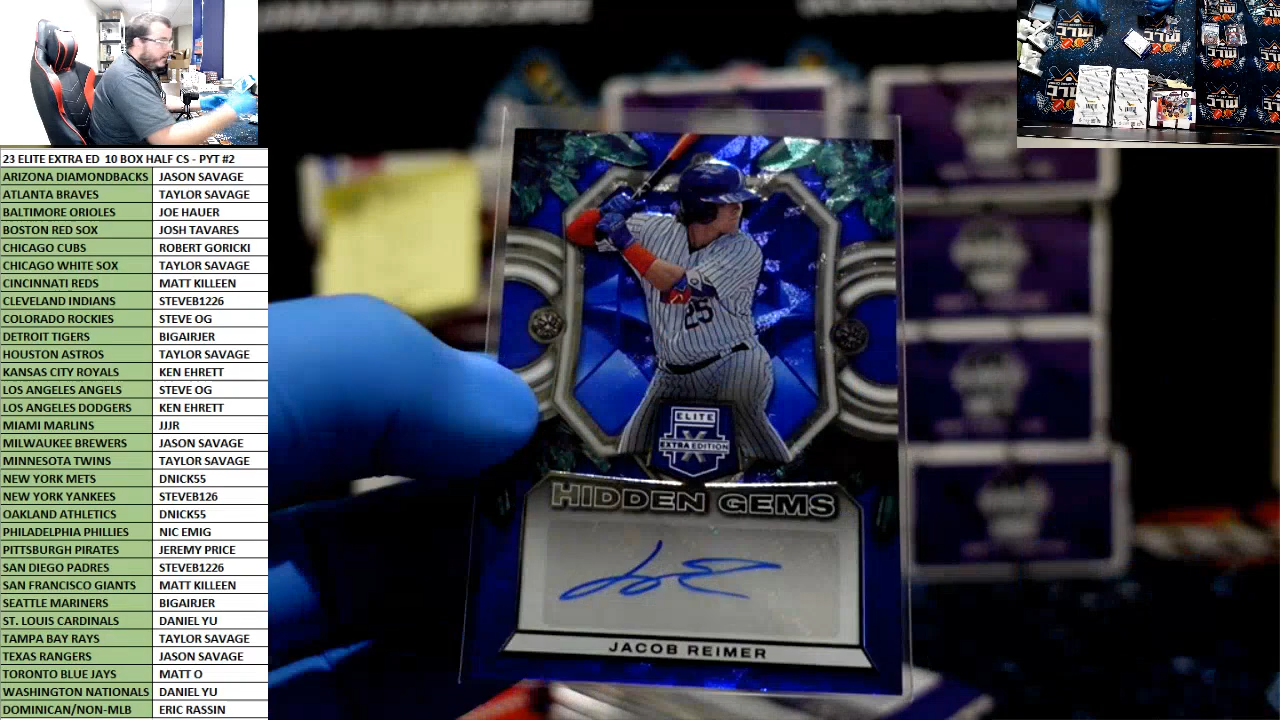 23 ELITE EXTRA ED 10 BOX HALF CS - PYT #2
ARIZONA DIAMONDBACKS JASON SAVAGE
ATLANTA BRAVES TAYLOR SAVAGE
BALTIMORE ORIOLES JOE HAUER
BOSTON RED SOX JOSH TAVARES
CHICAGO CUBS ROBERT GORICKI
CHICAGO WHITE SOX TAYLOR SAVAGE
CINCINNATI REDS MATT KILLEEN
CLEVELAND INDIANS STEVEB1226
COLORADO ROCKIES STEVE OG
DETROIT TIGERS BIGAIRJER
HOUSTON ASTROS TAYLOR SAVAGE
KANSAS CITY ROYALS KEN EHRETT
LOS ANGELES ANGELS STEVE OG
LOS ANGELES DODGERS KEN EHRETT
MIAMI MARLINS JJJR
MILWAUKEE BREWERS JASON SAVAGE
MINNESOTA TWINS TAYLOR SAVAGE
NEW YORK METS DNICK55
NEW YORK YANKEES STEVEB126
OAKLAND ATHLETICS DNICK55
PHILADELPHIA PHILLIES NIC EMIG
PITTSBURGH PIRATES JEREMY PRICE
SAN DIEGO PADRES STEVEB1226
SAN FRANCISCO GIANTS MATT KILLEEN
SEATTLE MARINERS BIGAIRJER
ST. LOUIS CARDINALS DANIEL YU
TAMPA BAY RAYS TAYLOR SAVAGE
TEXAS RANGERS JASON SAVAGE
TORONTO BLUE JAYS MATT O
WASHINGTON NATIONALS DANIEL YU
DOMINICAN/NON-MLB ERIC RASSIN
25
ELITE
X
EXTRA EDITION
HIDDEN GEMS
JACOB REIMER